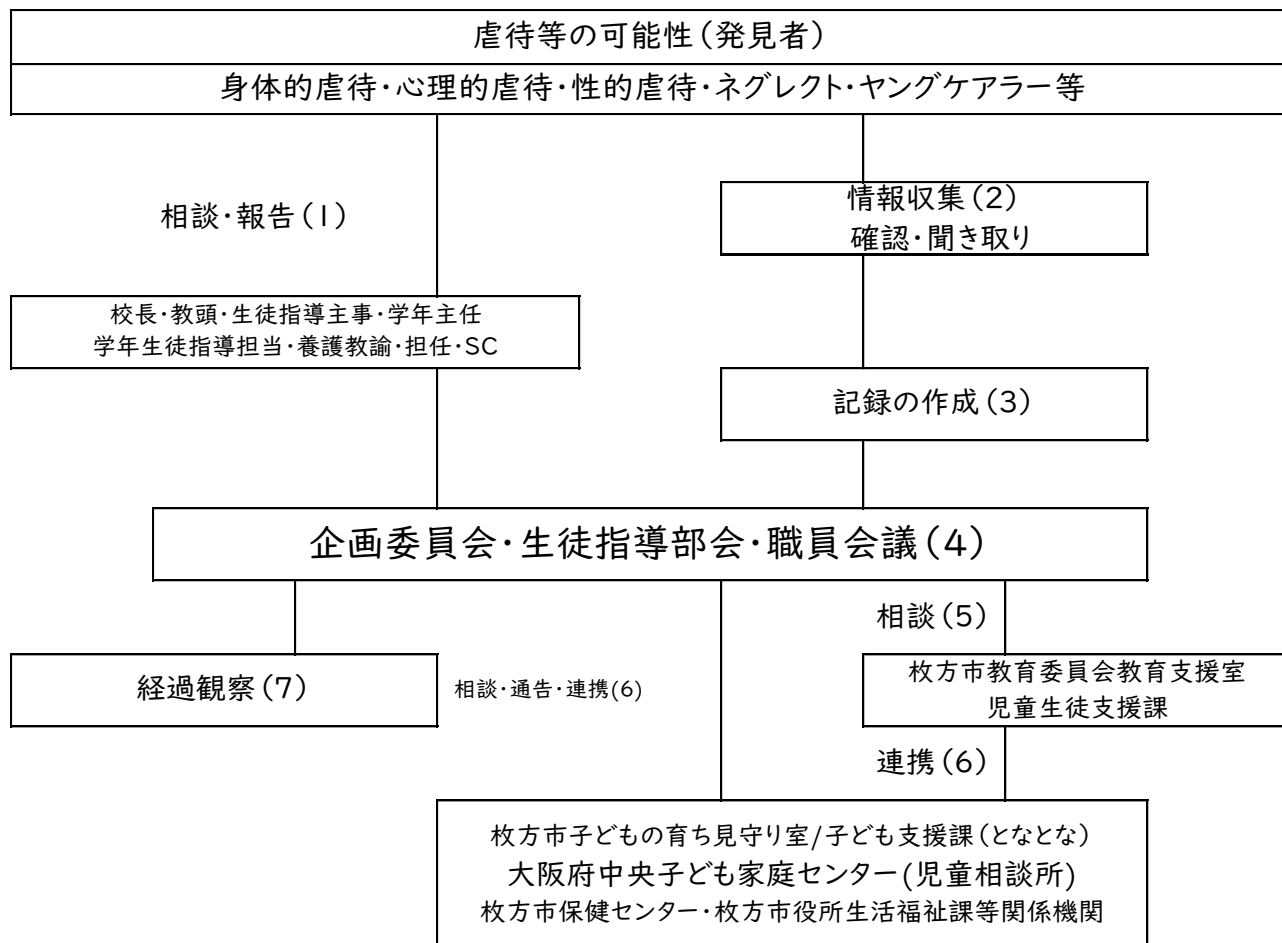 虐待等の可能性(発見者)
身体的虐待・心理的虐待・性的虐待・ネグレクト・ヤングケアラー等
相談・報告(1)
情報収集(2)
確認・聞き取り
校長・教頭・生徒指導主事・学年主任
学年生徒指導担当・養護教諭・担任・SC
記録の作成(3)
企画委員会・生徒指導部会・職員会議(4)
相談(5)
経過観察(7)
相談・通告・連携(6)
枚方市教育委員会教育支援室
児童生徒支援課
連携(6)
枚方市子どもの育ち見守り室/子ども支援課(となとな)
大阪府中央子ども家庭センター(児童相談所)
枚方市保健センター・枚方市役所生活福祉課等関係機関